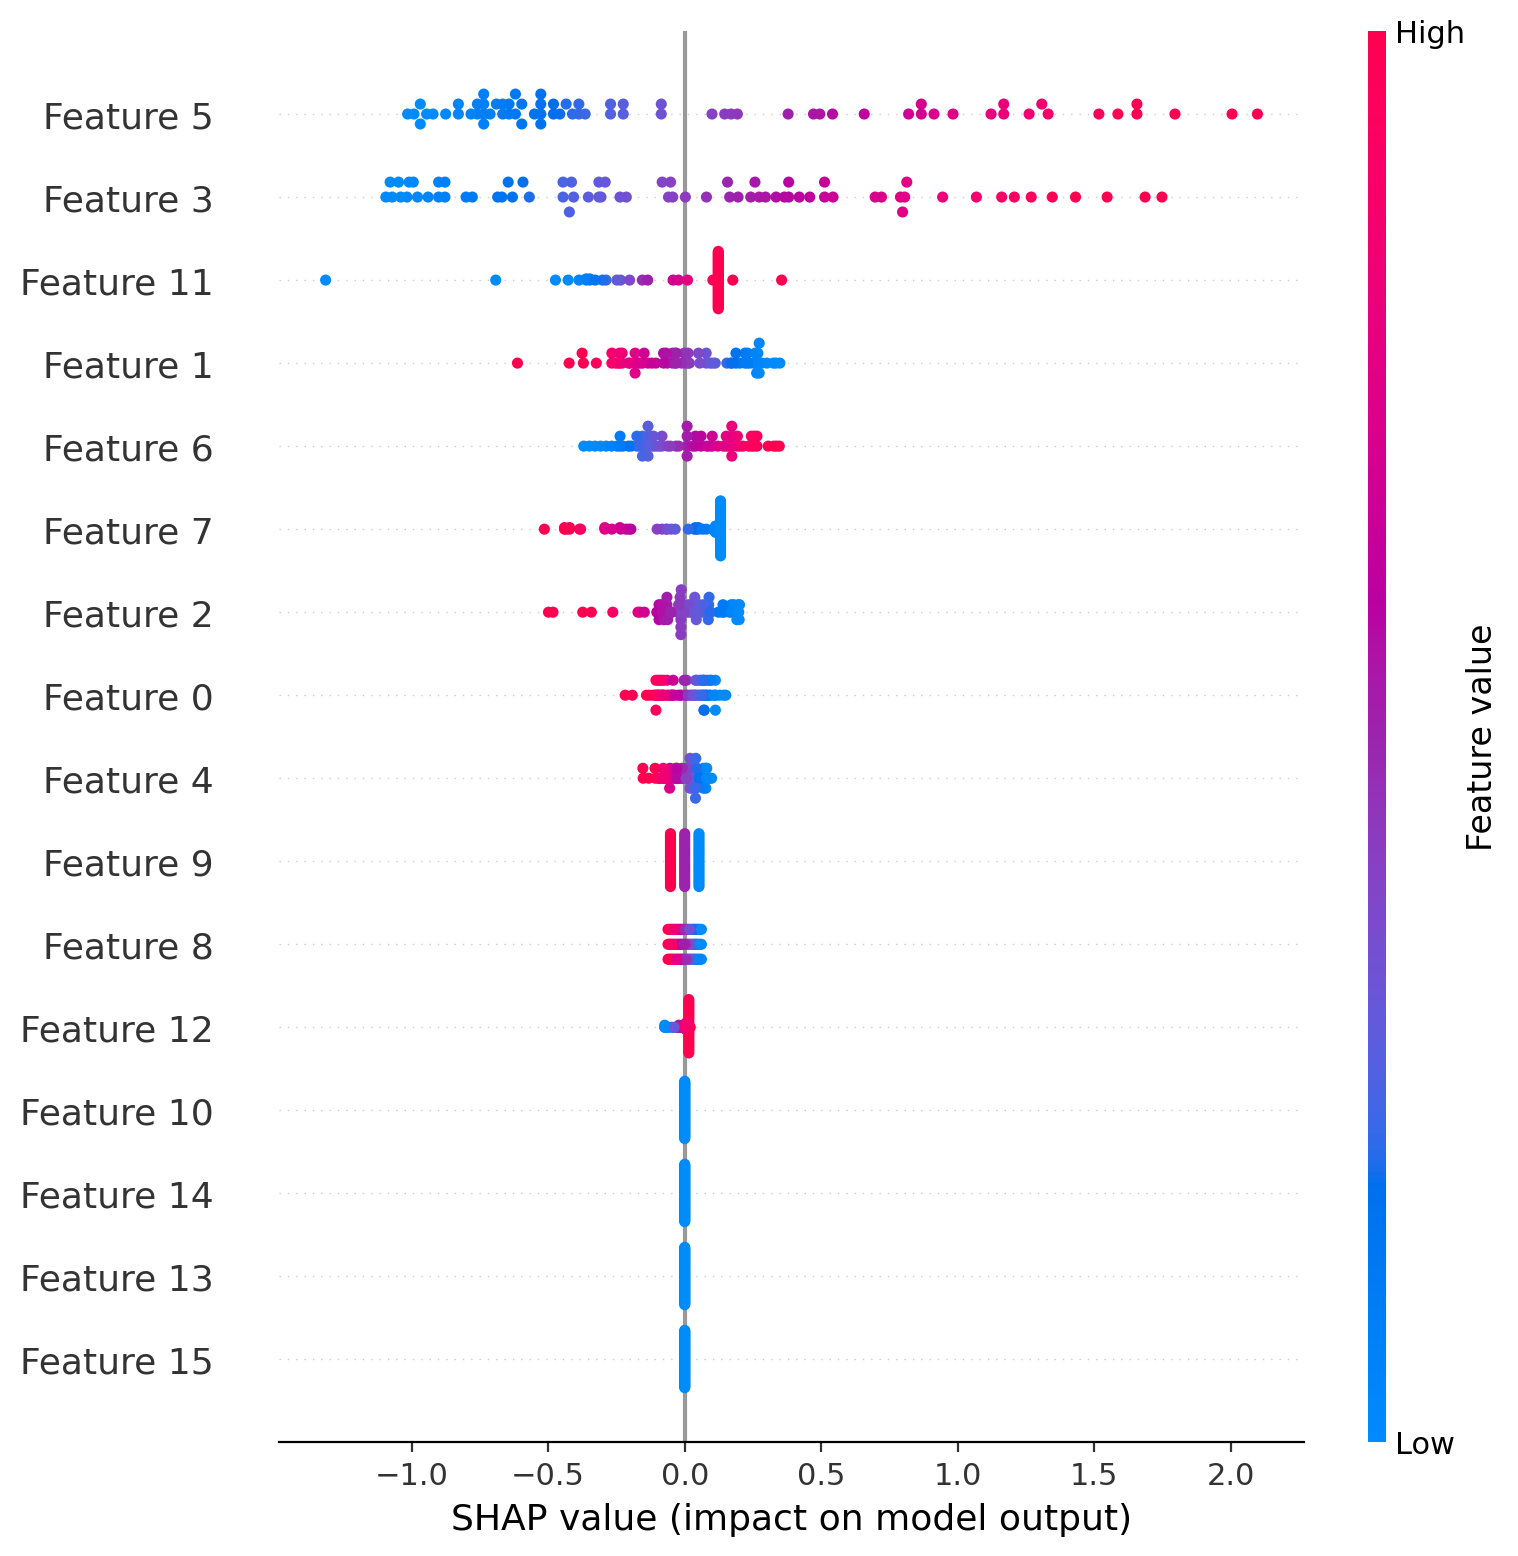 High
Feature 5
Feature 3
Feature 11
Feature 1
Feature 6
Feature 7
Feature 2
Feature 0
Feature 4
Feature 9
Feature 8
Feature 12
Feature 10
Feature 14
Feature 13
Feature 15
Feature value
Low
−1.0 −0.5 0.0 0.5 1.0 1.5 2.0
SHAP value (impact on model output)